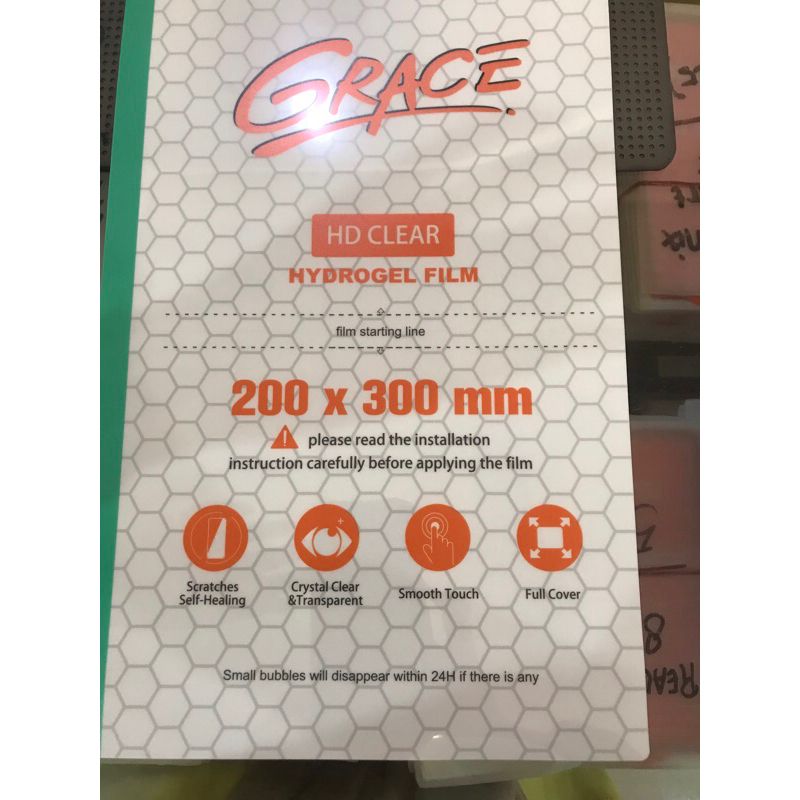 GRACE
HD CLEAR
HYDROGEL FILM
film starting line
200 x 300 mm
please read the installation
instruction carefully before applying the film
Scratches
Self-Healing
Crystal Clear
&Transparent
Smooth Touch
Full Cover
Small bubbles will disappear within 24H if there is any
8